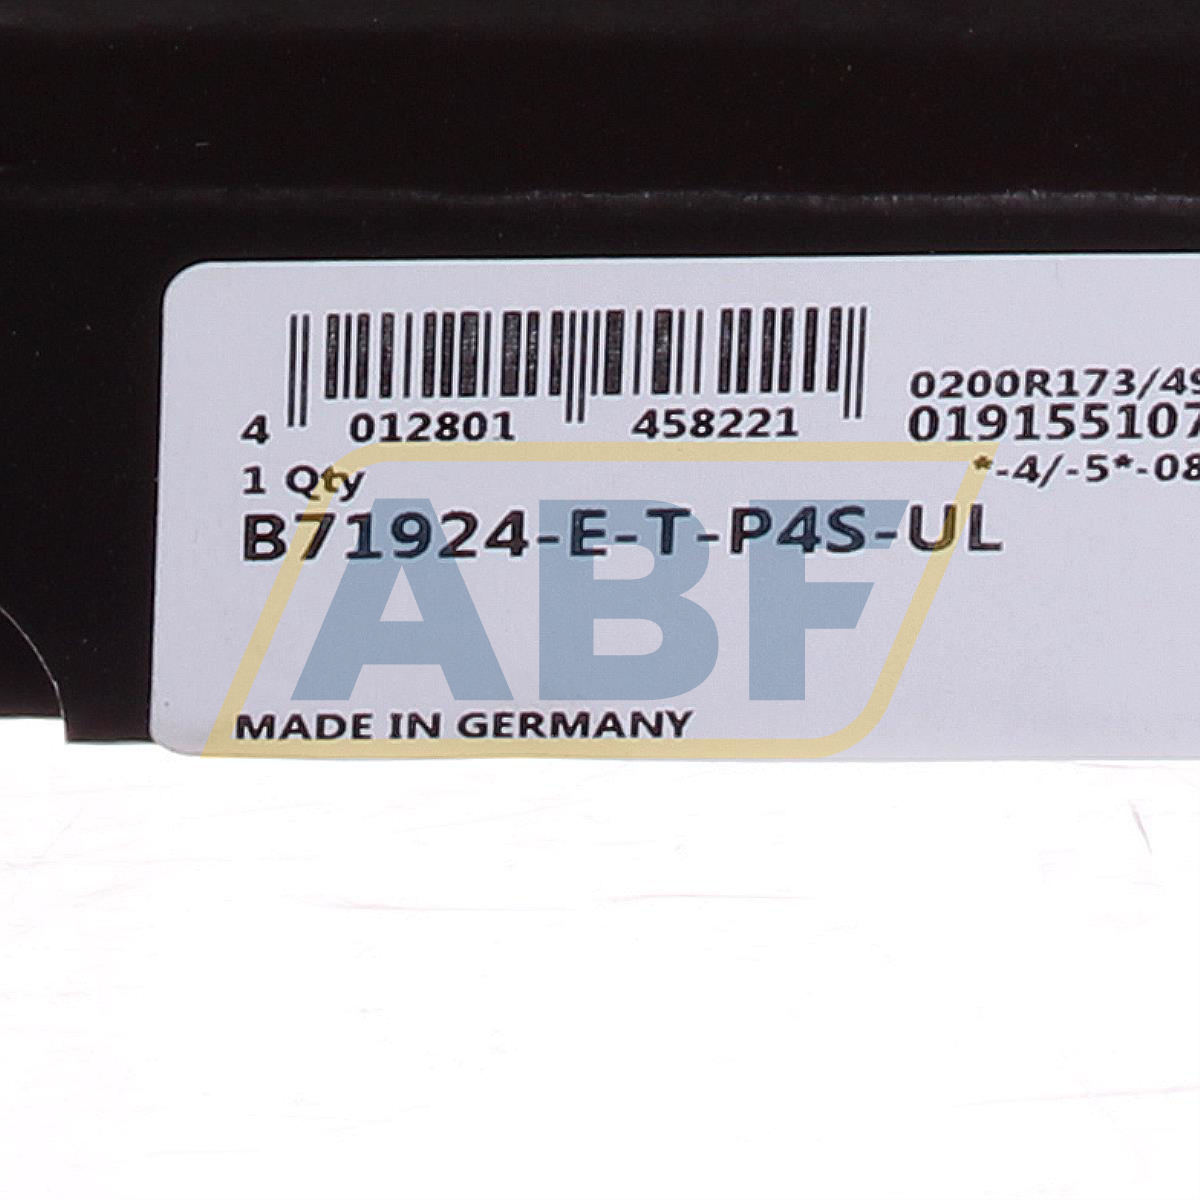 4 012801 458221
0200R173/4S
019155107
1 Qty
*-4/-5*-08
B71924-E-T-P4S-UL
ABF
MADE IN GERMANY